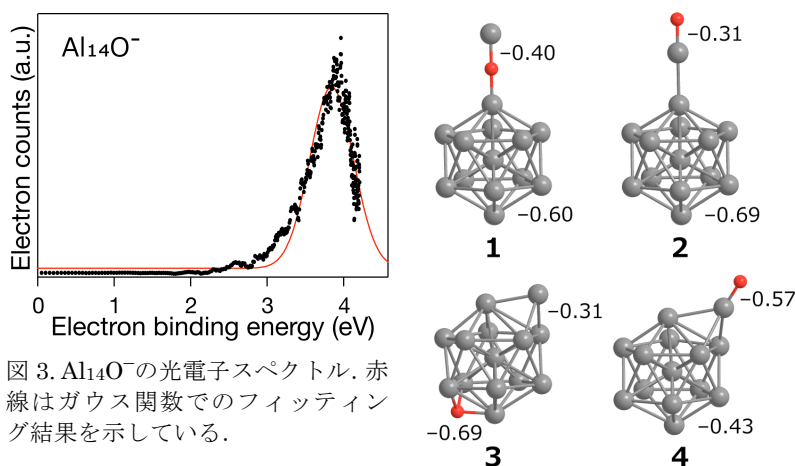 Al₁₄O⁻
Electron counts (a.u.)
0 1 2 3 4
Electron binding energy (eV)
図 3. Al₁₄O⁻の光電子スペクトル. 赤
線はガウス関数でのフィッティン
グ結果を示している.
−0.40
−0.60
1
−0.31
−0.69
2
−0.31
−0.69
3
−0.57
−0.43
4